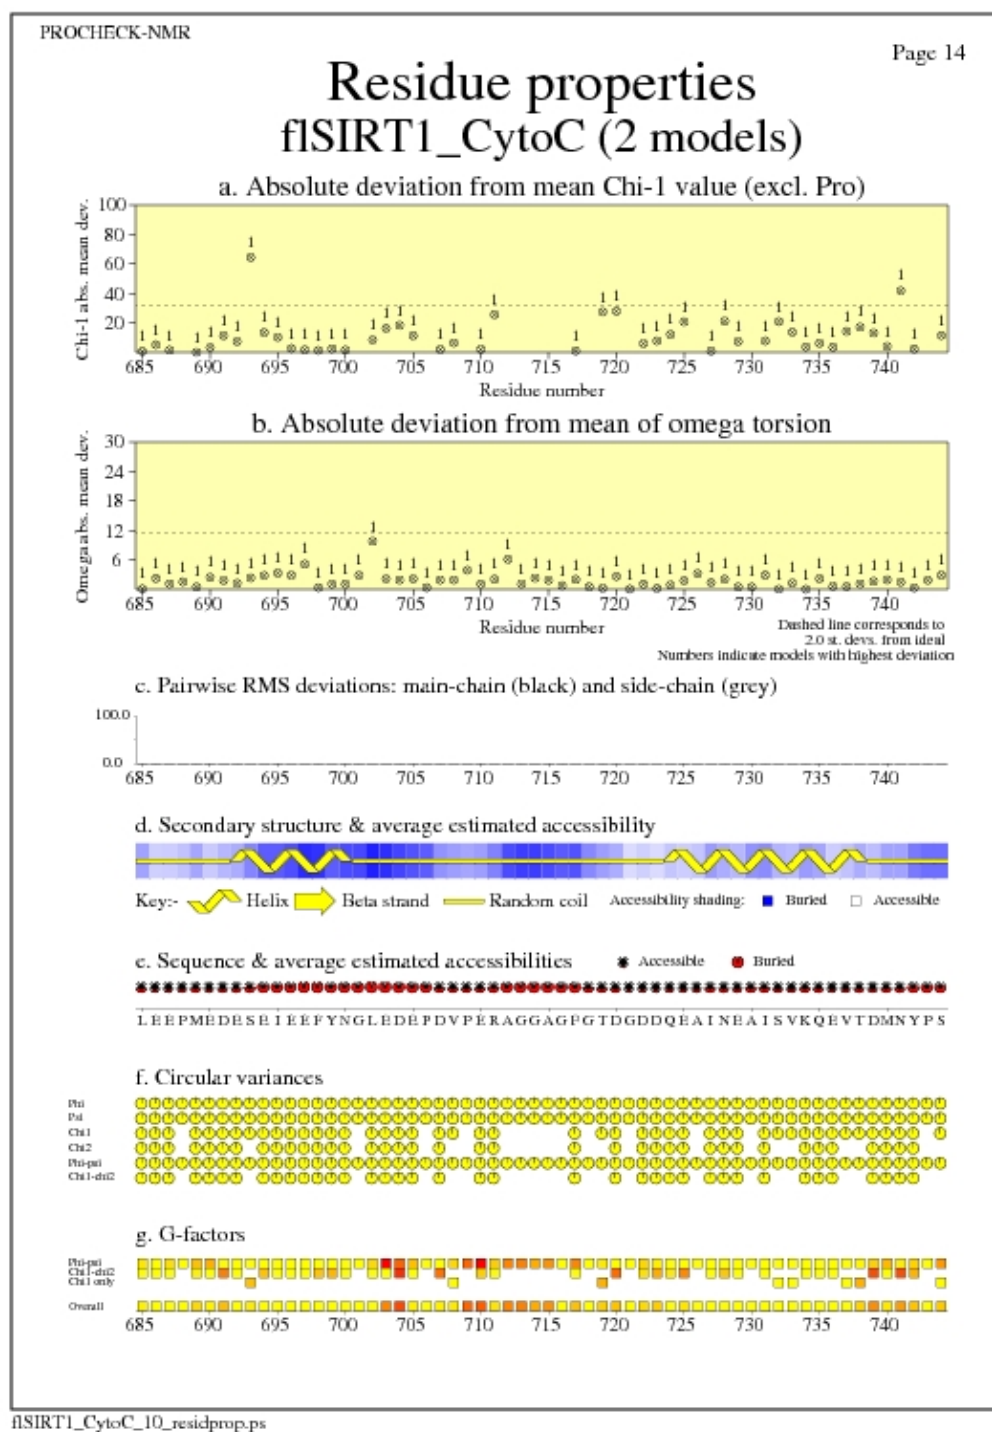 PROCHECK-NMR
Page 14
Residue properties
flSIRT1_CytoC (2 models)
a. Absolute deviation from mean Chi-1 value (excl. Pro)
Chi-1 abs. mean dev.
100
80
60
40
20
685 690 695 700 705 710 715 720 725 730 735 740
Residue number
b. Absolute deviation from mean of omega torsion
Omega abs. mean dev.
30
24
18
12
6
685 690 695 700 705 710 715 720 725 730 735 740
Residue number
Dashed line corresponds to
2.0 st. devs. from ideal
Numbers indicate models with highest deviation
c. Pairwise RMS deviations: main-chain (black) and side-chain (grey)
100.0
0.0
685 690 695 700 705 710 715 720 725 730 735 740
d. Secondary structure & average estimated accessibility
Key:- Helix Beta strand Random coil Accessibility shading: Buried Accessible
e. Sequence & average estimated accessibilities Accessible Buried
L E E P M E D E S E I E E F Y N G L E D E P D V P E R A G G A G F G T D G D D Q E A I N E A I S V K Q E V T D M N Y P S
f. Circular variances
Phi
Psi
Chi1
Chi2
Phi-psi
Chi1-chi2
g. G-factors
Phi-psi
Chi1-chi2
Chi1 only
Overall
685 690 695 700 705 710 715 720 725 730 735 740
flSIRT1_CytoC_10_residprop.ps